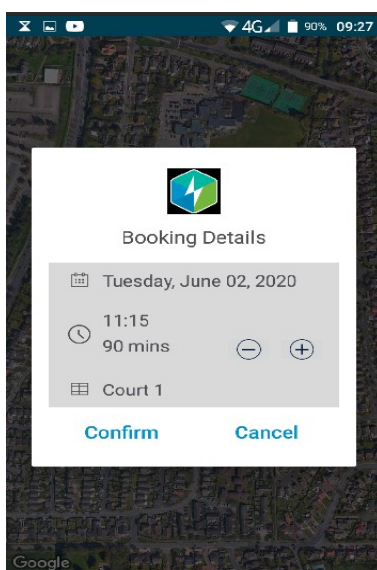 4G 90% 09:27
Booking Details
Tuesday, June 02, 2020
11:15
90 mins
Court 1
Confirm Cancel
Google